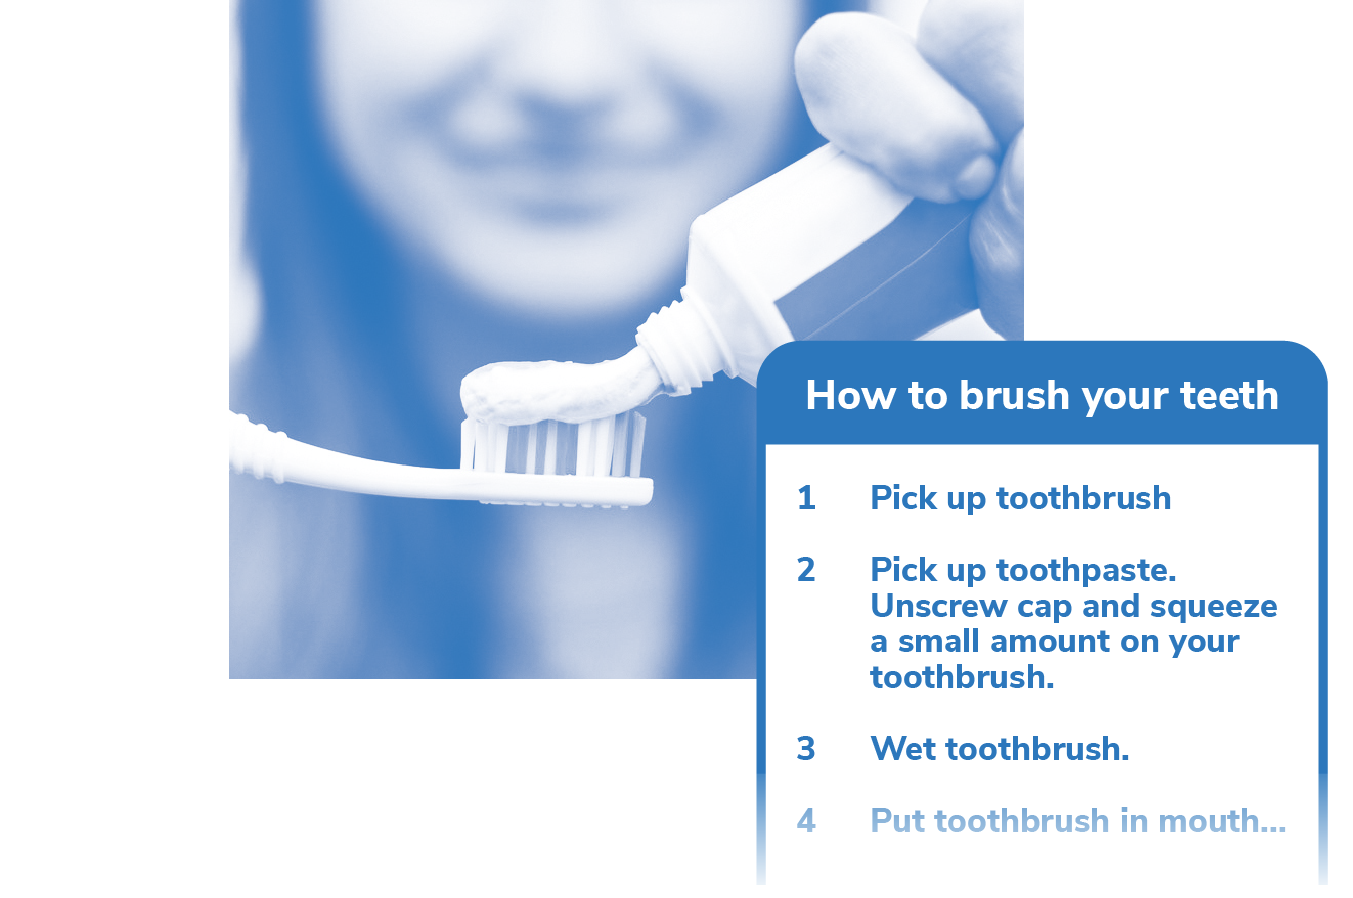 How to brush your teeth
1 Pick up toothbrush
2 Pick up toothpaste.
Unscrew cap and squeeze
a small amount on your
toothbrush.
3 Wet toothbrush.
4 Put toothbrush in mouth...